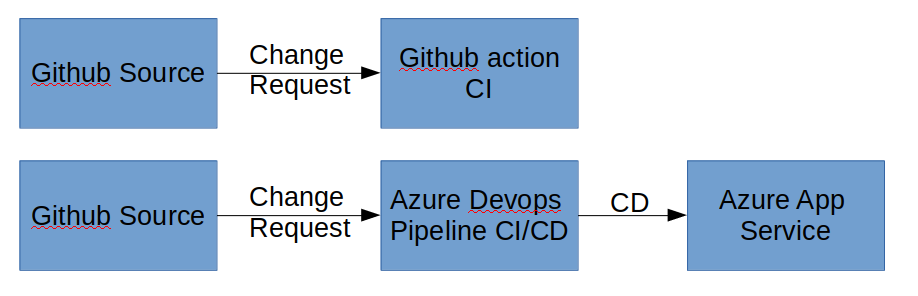 Github Source
Change
Request
Github action
CI
Github Source
Change
Request
Azure Devops
Pipeline CI/CD
CD
Azure App
Service